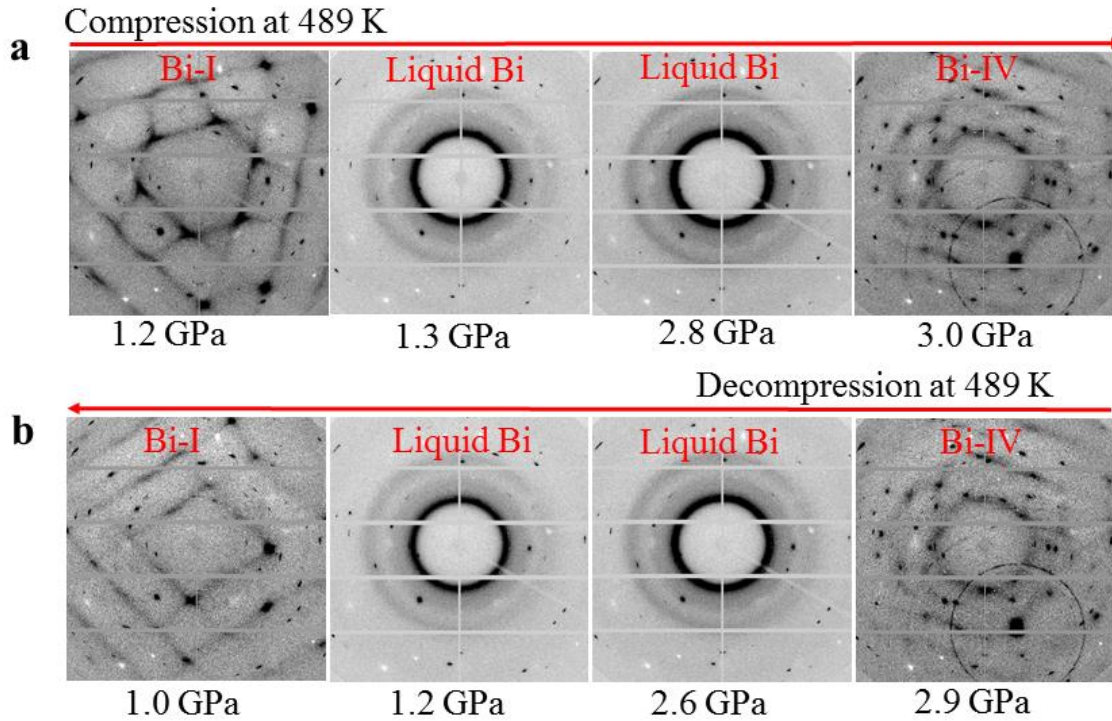 Compression at 489 K
a
Bi-I Liquid Bi Liquid Bi Bi-IV
1.2 GPa 1.3 GPa 2.8 GPa 3.0 GPa
Decompression at 489 K
b
Bi-I Liquid Bi Liquid Bi Bi-IV
1.0 GPa 1.2 GPa 2.6 GPa 2.9 GPa